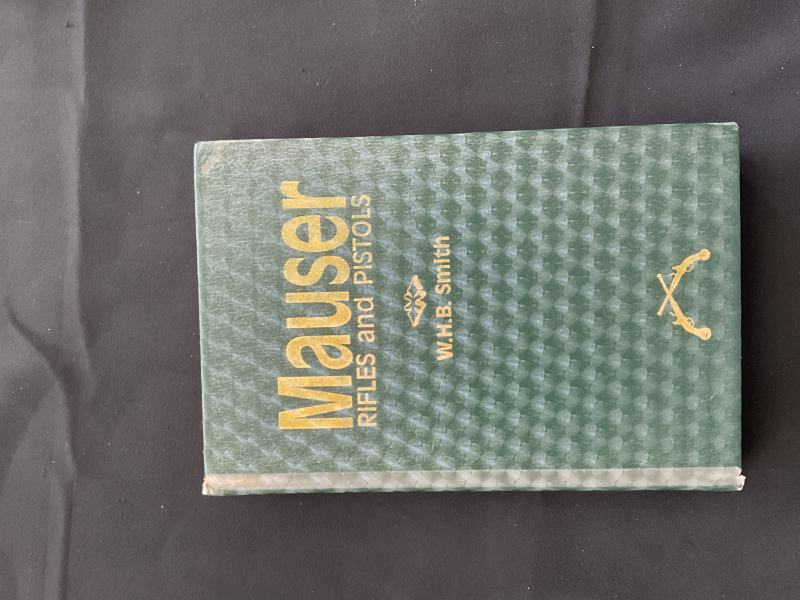 Mauser
RIFLES and PISTOLS
W.H.B. Smith